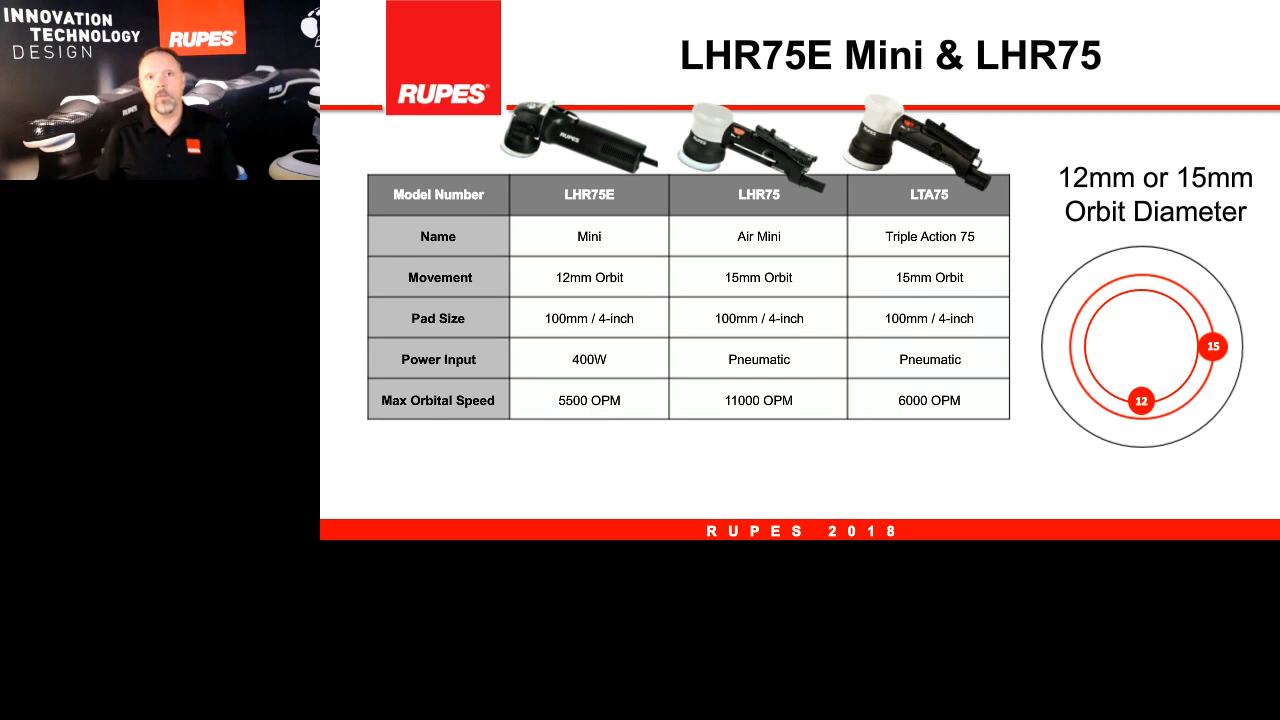 INNOVATION
TECHNOLOGY
DESIGN
RUPES
RUPES
LHR75E Mini & LHR75
RUPES
RUPES
Model Number LHR75E LHR75 LTA75
Name Mini Air Mini Triple Action 75
Movement 12mm Orbit 15mm Orbit 15mm Orbit
Pad Size 100mm / 4-inch 100mm / 4-inch 100mm / 4-inch
Power Input 400W Pneumatic Pneumatic
Max Orbital Speed 5500 OPM 11000 OPM 6000 OPM
12mm or 15mm
Orbit Diameter
15
12
RUPES 2018